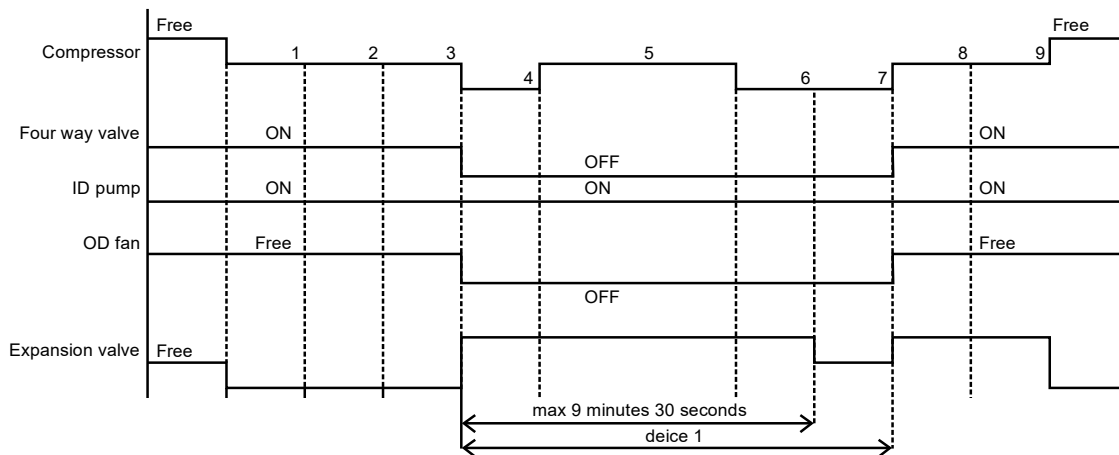 Free Free
Compressor 1 2 3 4 5 6 7 8 9
Four way valve ON OFF ON
ID pump ON ON ON
OD fan Free OFF Free
Expansion valve Free
max 9 minutes 30 seconds
deice 1